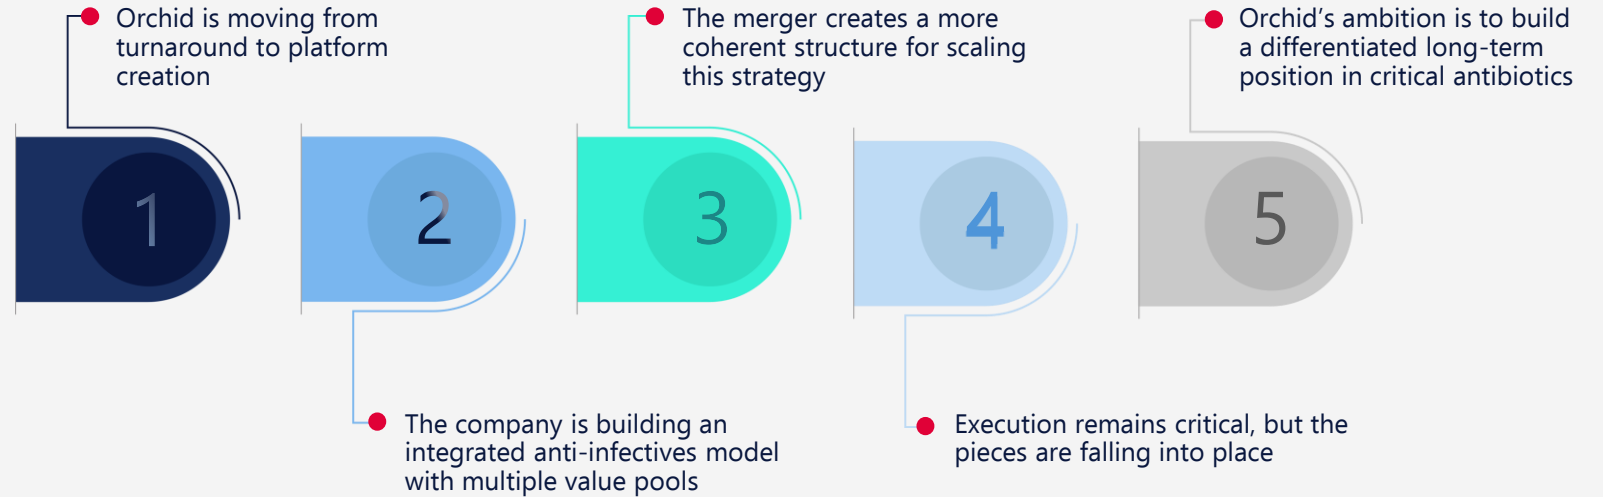 Orchid is moving from
turnaround to platform
creation
The merger creates a more
coherent structure for scaling
this strategy
Orchid’s ambition is to build
a differentiated long-term
position in critical antibiotics
1
2
3
4
5
The company is building an
integrated anti-infectives model
with multiple value pools
Execution remains critical, but the
pieces are falling into place